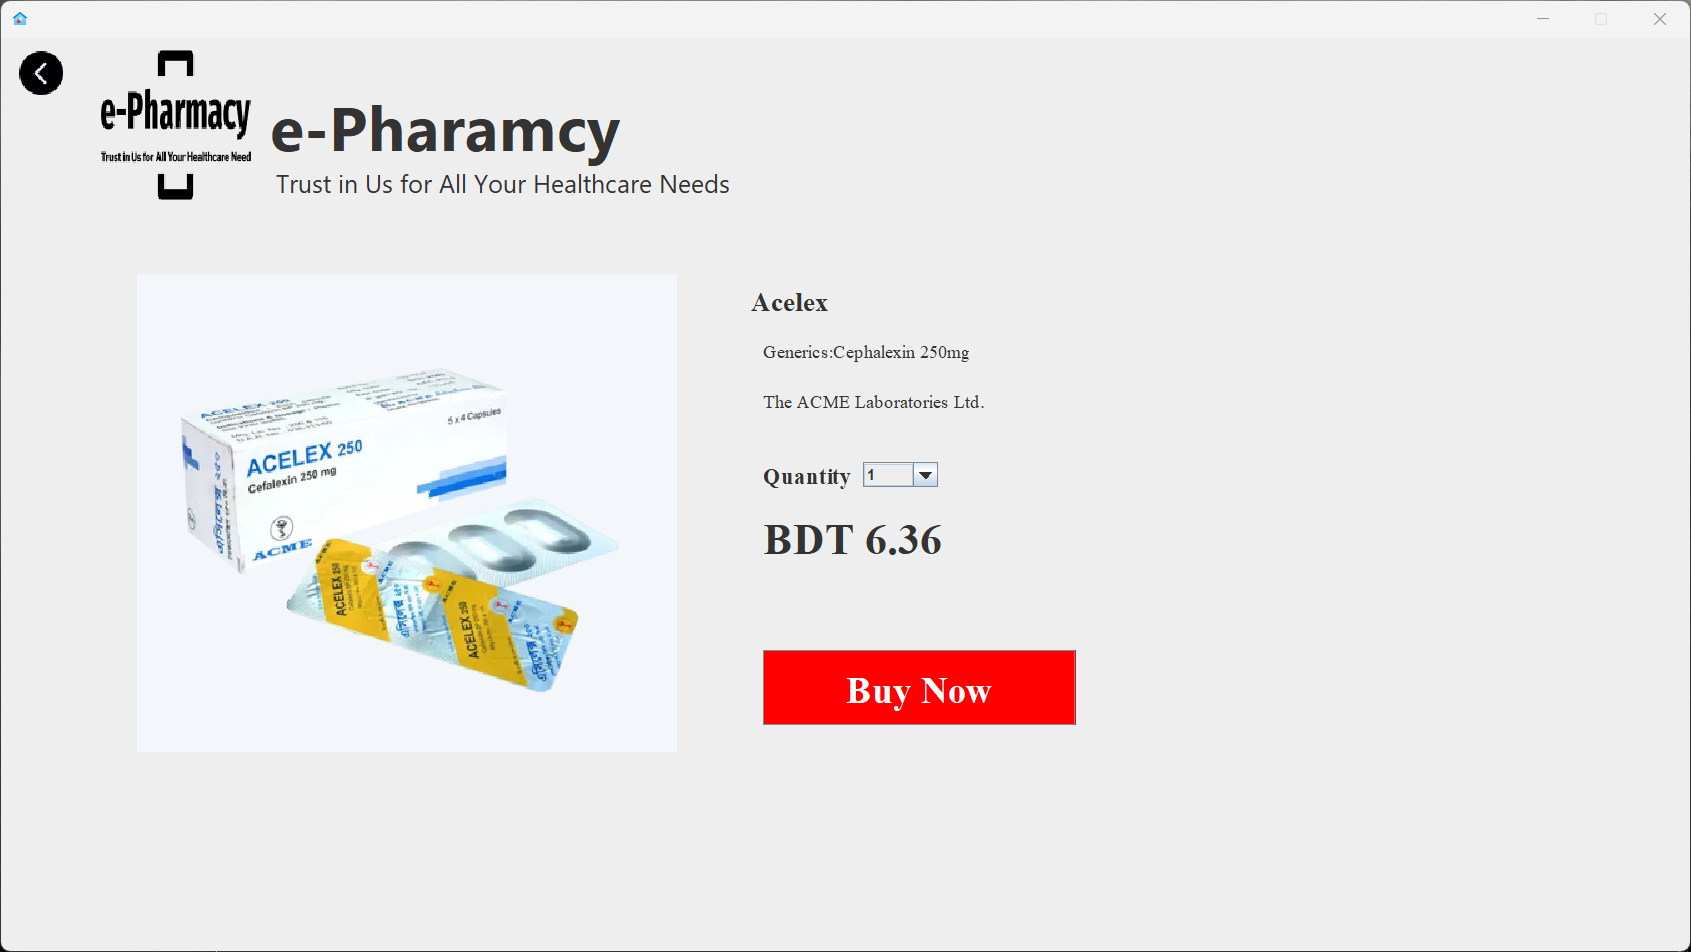 e-Pharmacy
Trust in Us for All Your Healthcare Need
e-Pharamcy
Trust in Us for All Your Healthcare Needs
Acelex
Generics:Cephalexin 250mg
The ACME Laboratories Ltd.
Quantity 1
BDT 6.36
Buy Now
ACELEX 250
5 x 4 Capsules
ACELEX 250
Cefalexin 250 mg
ACME
ACELEX 250
ACELEX 250